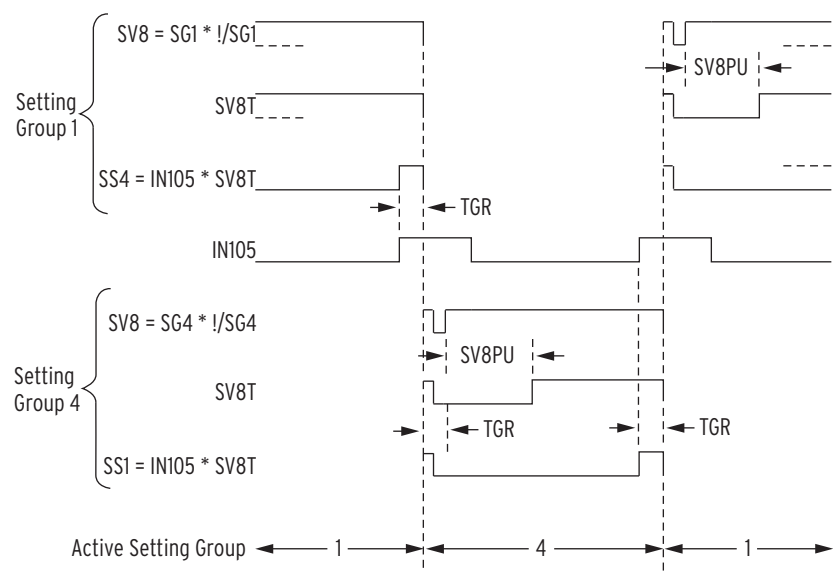 SV8 = SG1 * !/SG1
SV8PU
Setting
Group 1
SV8T
SS4 = IN105 * SV8T
TGR
IN105
SV8 = SG4 * !/SG4
SV8PU
Setting
Group 4
SV8T
TGR
TGR
SS1 = IN105 * SV8T
Active Setting Group
1
4
1